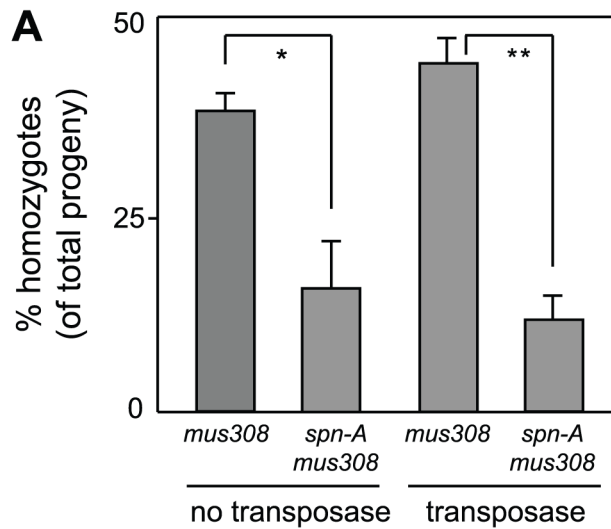 A
% homozygotes
(of total progeny)
50
25
0
*
**
mus308
spn-A
mus308
mus308
spn-A
mus308
no transposase
transposase